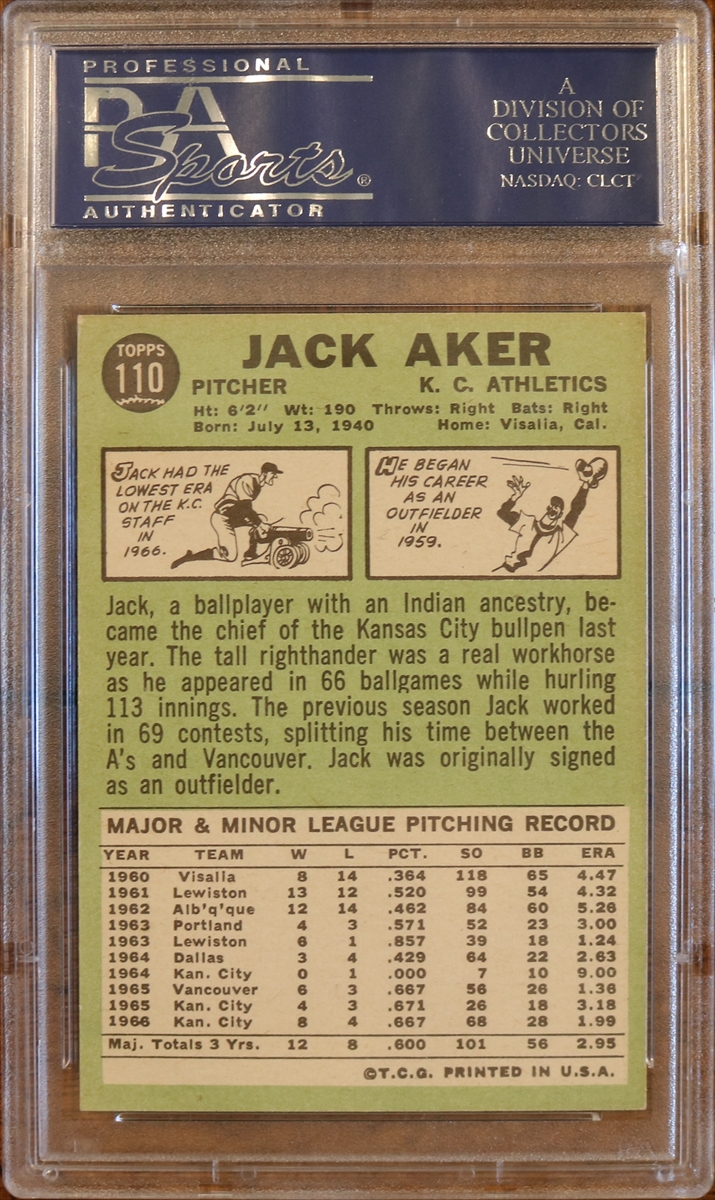 PROFESSIONAL
PSA
Sports®
AUTHENTICATOR
A
DIVISION OF
COLLECTORS
UNIVERSE
NASDAQ: CLCT
TOPPS
110
JACK AKER
PITCHER K. C. ATHLETICS
Ht: 6'2" Wt: 190 Throws: Right Bats: Right
Born: July 13, 1940 Home: Visalia, Cal.
JACK HAD THE
LOWEST ERA
ON THE K.C.
STAFF
IN
1966.
HE BEGAN
HIS CAREER
AS AN
OUTFIELDER
IN
1959.
Jack, a ballplayer with an Indian ancestry, be-
came the chief of the Kansas City bullpen last
year. The tall righthander was a real workhorse
as he appeared in 66 ballgames while hurling
113 innings. The previous season Jack worked
in 69 contests, splitting his time between the
A's and Vancouver. Jack was originally signed
as an outfielder.
MAJOR & MINOR LEAGUE PITCHING RECORD
YEAR TEAM W L PCT. SO BB ERA
1960 Visalia 8 14 .364 118 65 4.47
1961 Lewiston 13 12 .520 99 54 4.32
1962 Alb'q'que 12 14 .462 84 60 5.26
1963 Portland 4 3 .571 52 23 3.00
1963 Lewiston 6 1 .857 39 18 1.24
1964 Dallas 3 4 .429 64 22 2.63
1964 Kan. City 0 1 .000 7 10 9.00
1965 Vancouver 6 3 .667 56 26 1.36
1965 Kan. City 4 3 .671 26 18 3.18
1966 Kan. City 8 4 .667 68 28 1.99
Maj. Totals 3 Yrs. 12 8 .600 101 56 2.95
©T.C.G. PRINTED IN U.S.A.